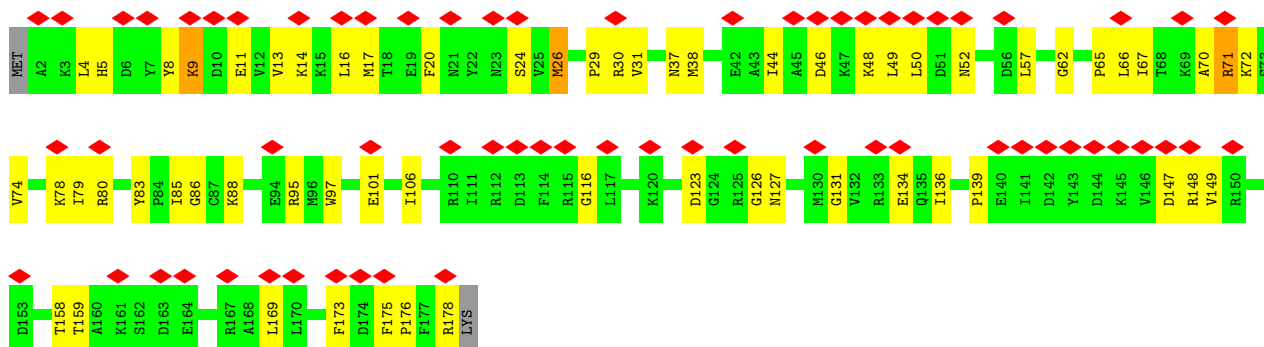 MET A2 K3 L4 H5 D6 Y7 Y8 K9 D10 E11 V12 V13 K14 K15 L16 M17 T18 E19 F20 N21 Y22 N23 S24 V25 M26 P29 R30 V31 N37 M38 E42 A43 I44 A45 D46 K47 K48 L49 L50 D51 N52 D56 L57 G62 P65 L66 I67 T68 K69 A70 R71 K72
V74 K78 I79 R80 Y83 P84 I85 G86 C87 K88 E94 R95 M96 W97 E101 I106 R110 I111 R112 D113 F114 R115 G116 L117 K120 D123 G124 R125 G126 N127 M130 G131 V132 R133 E134 Q135 I136 P139 E140 I141 D142 Y143 D144 K145 V146 D147 R148 V149 R150
D153 T158 T159 A160 K161 S162 D163 E164 R167 A168 L169 L170 F173 D174 F175 P176 F177 R178 LYS